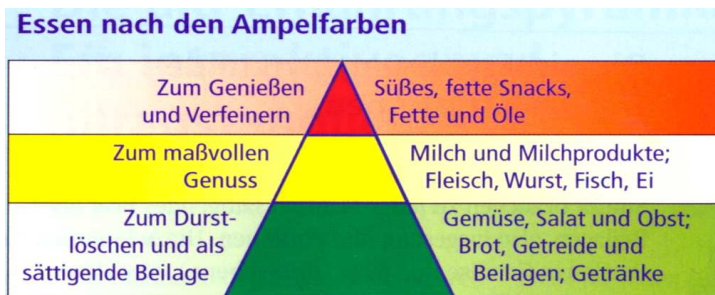 Essen nach den Ampelfarben
Zum Genießen
und Verfeinern
Süßes, fette Snacks,
Fette und Öle
Zum maßvollen
Genuss
Milch und Milchprodukte;
Fleisch, Wurst, Fisch, Ei
Zum Durst-
löschen und als
sättigende Beilage
Gemüse, Salat und Obst;
Brot, Getreide und
Beilagen; Getränke